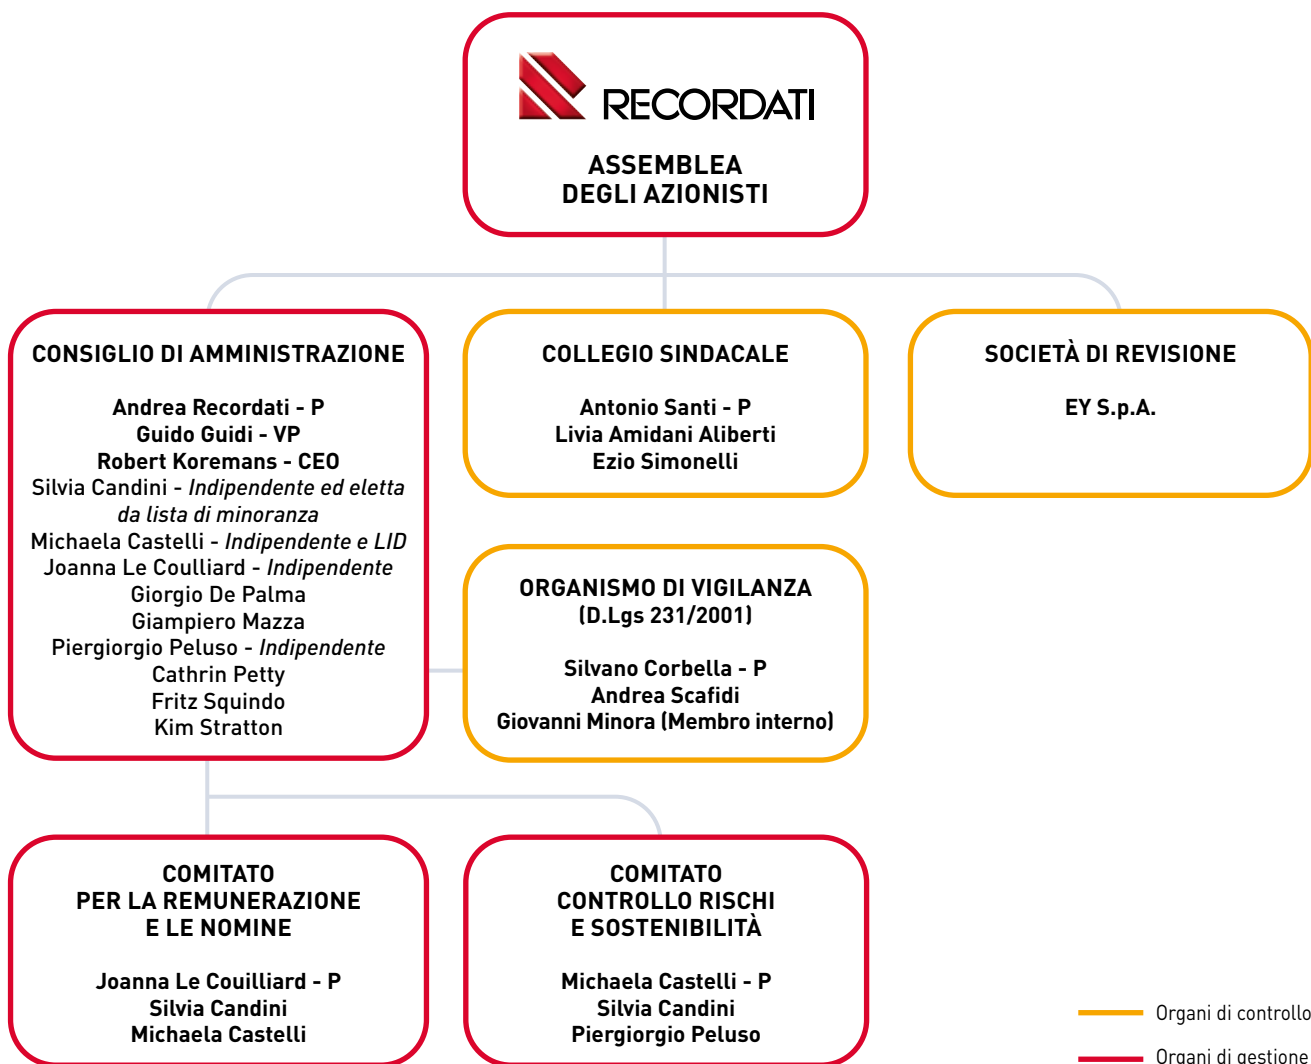 RECORDATI
ASSEMBLEA
DEGLI AZIONISTI
CONSIGLIO DI AMMINISTRAZIONE
Andrea Recordati - P
Guido Guidi - VP
Robert Koremans - CEO
Silvia Candini - Indipendente ed eletta
da lista di minoranza
Michaela Castelli - Indipendente e LID
Joanna Le Coulliard - Indipendente
Giorgio De Palma
Giampiero Mazza
Piergiorgio Peluso - Indipendente
Cathrin Petty
Fritz Squindo
Kim Stratton
COLLEGIO SINDACALE
Antonio Santi - P
Livia Amidani Aliberti
Ezio Simonelli
SOCIETÀ DI REVISIONE
EY S.p.A.
ORGANISMO DI VIGILANZA
(D.Lgs 231/2001)
Silvano Corbella - P
Andrea Scafidi
Giovanni Minora (Membro interno)
COMITATO
PER LA REMUNERAZIONE
E LE NOMINE
Joanna Le Couilliard - P
Silvia Candini
Michaela Castelli
COMITATO
CONTROLLO RISCHI
E SOSTENIBILITÀ
Michaela Castelli - P
Silvia Candini
Piergiorgio Peluso
Organi di controllo
Organi di gestione